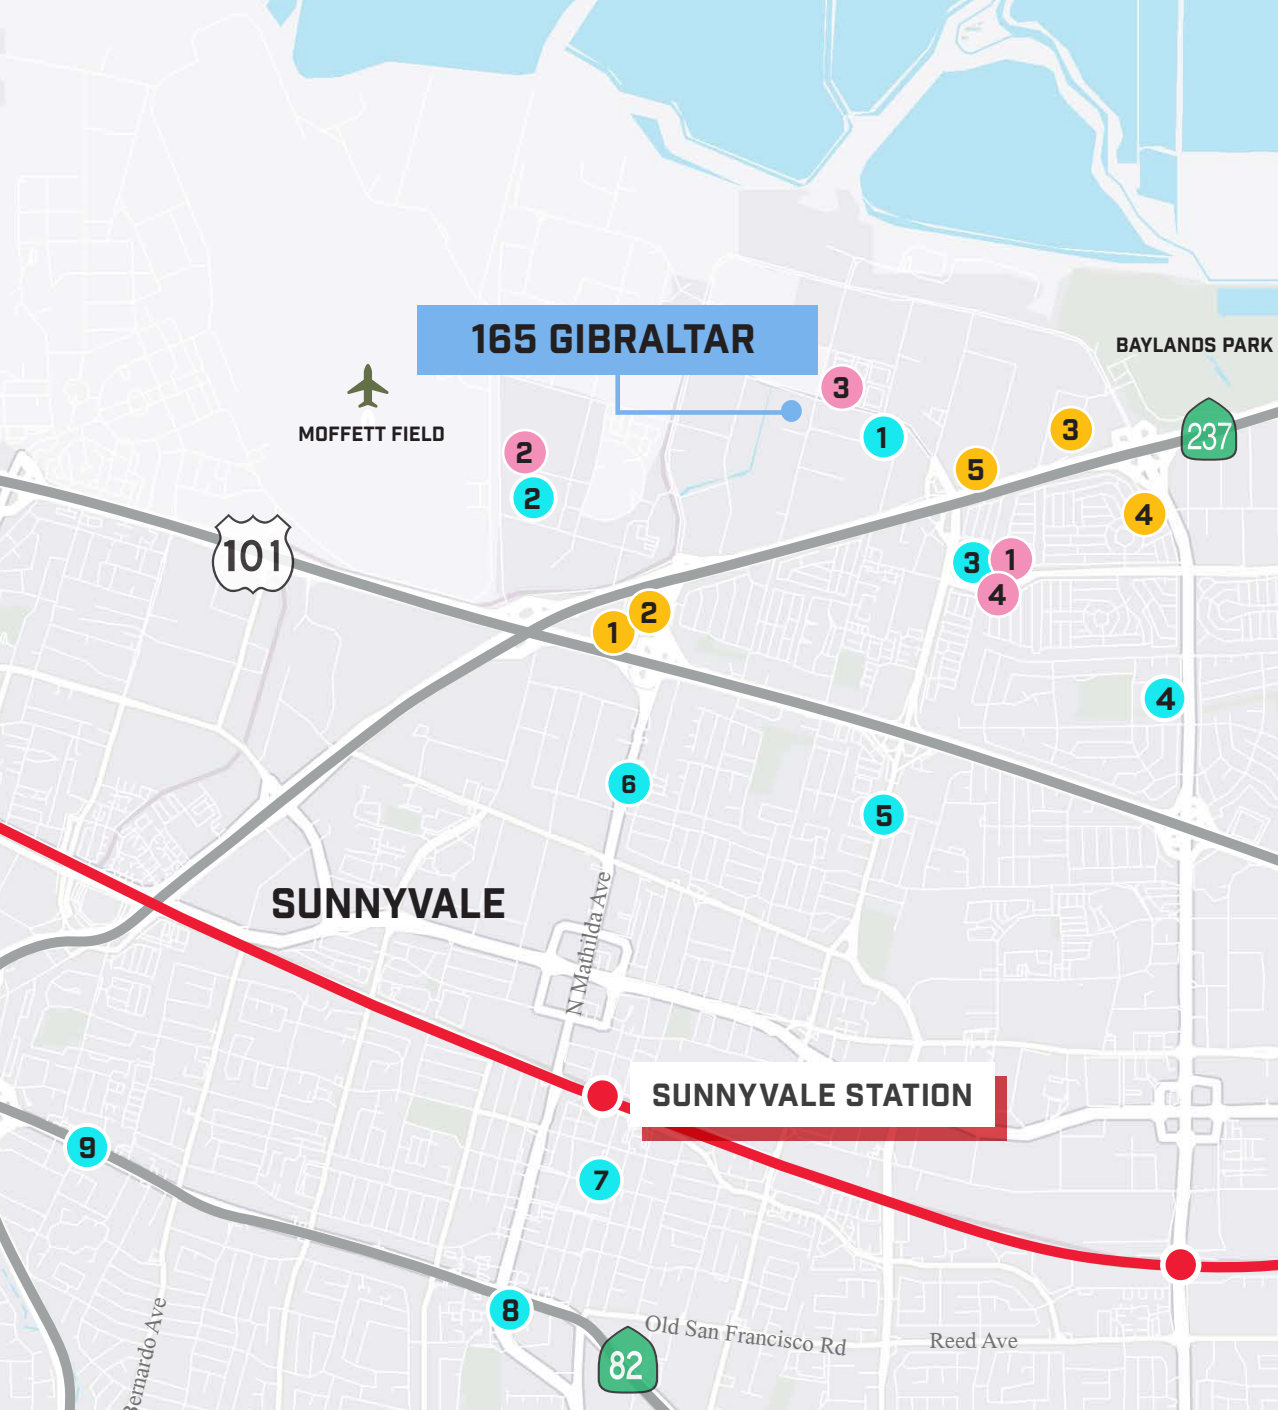 165 GIBRALTAR
BAYLANDS PARK
3
3
MOFFETT FIELD
1
237
2
5
2
4
101
3
1
4
2
1
4
6
5
SUNNYVALE
N Mathilda Ave
SUNNYVALE STATION
9
7
8
Old San Francisco Rd
Reed Ave
82
Bernardo Ave